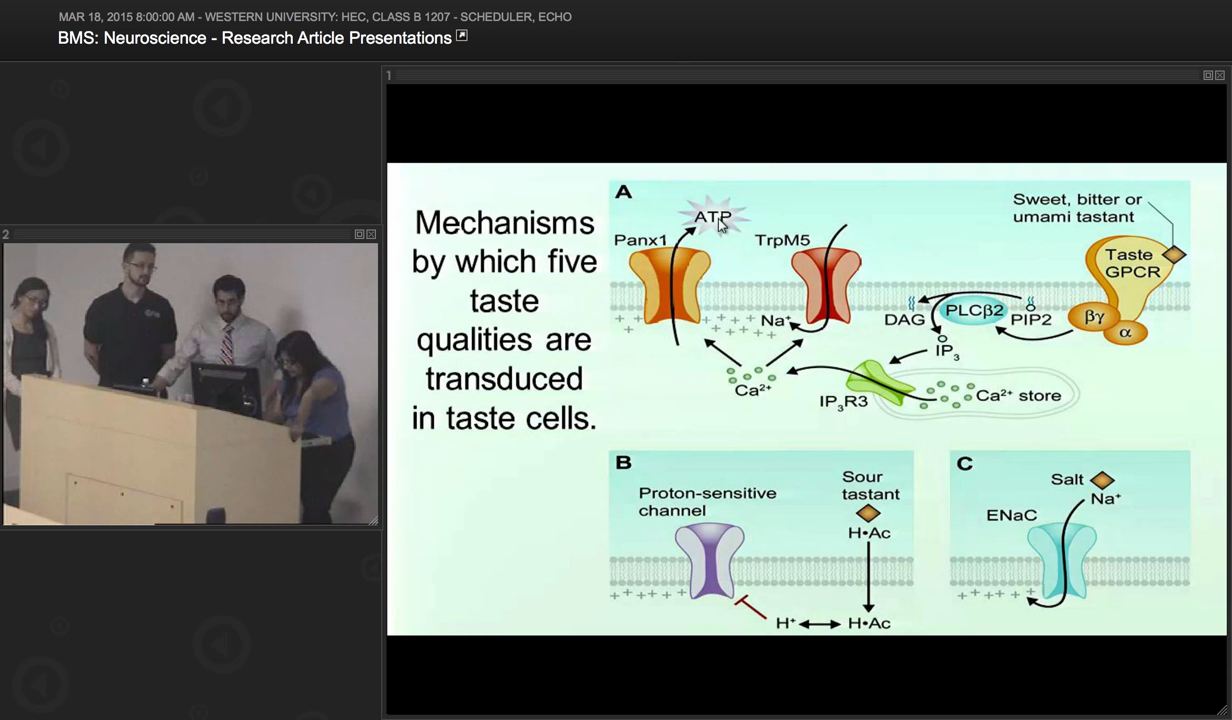 MAR 18, 2015 8:00:00 AM - WESTERN UNIVERSITY: HEC, CLASS B 1207 - SCHEDULER, ECHO
BMS: Neuroscience - Research Article Presentations
1
2
Mechanisms
by which five
taste
qualities are
transduced
in taste cells.
A
ATP
Panx1
TrpM5
Sweet, bitter or
umami tastant
Taste
GPCR
Na⁺
DAG
PLCβ2
PIP2
βγ
α
IP₃
Ca²⁺
IP₃R3
Ca²⁺ store
B
Proton-sensitive
channel
Sour
tastant
H•Ac
H⁺
H•Ac
C
Salt
Na⁺
ENaC